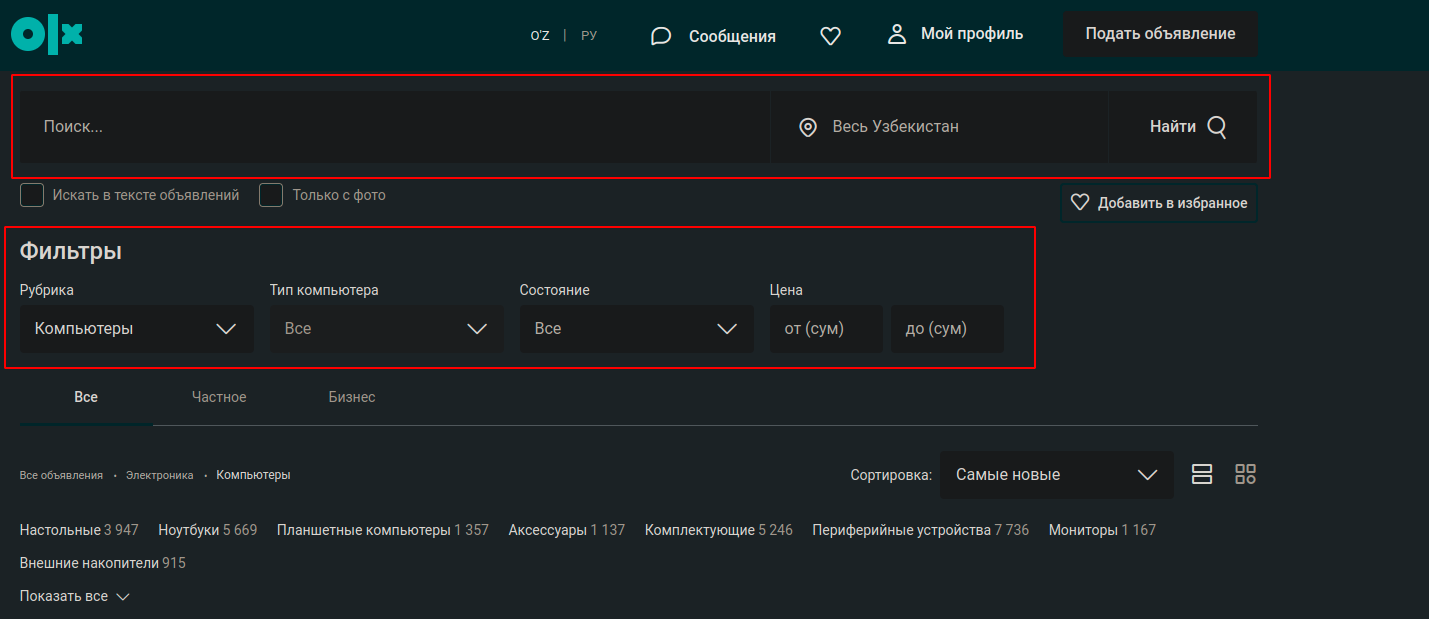 olx
O'Z | РУ
Сообщения
Мой профиль
Подать объявление
Поиск...
Весь Узбекистан
Найти
Искать в тексте объявлений
Только с фото
Добавить в избранное
Фильтры
Рубрика
Тип компьютера
Состояние
Цена
Компьютеры
Все
Все
от (сум)
до (сум)
Все
Частное
Бизнес
Все объявления • Электроника • Компьютеры
Сортировка:
Самые новые
Настольные 3 947 Ноутбуки 5 669 Планшетные компьютеры 1 357 Аксессуары 1 137 Комплектующие 5 246 Периферийные устройства 7 736 Мониторы 1 167
Внешние накопители 915
Показать все